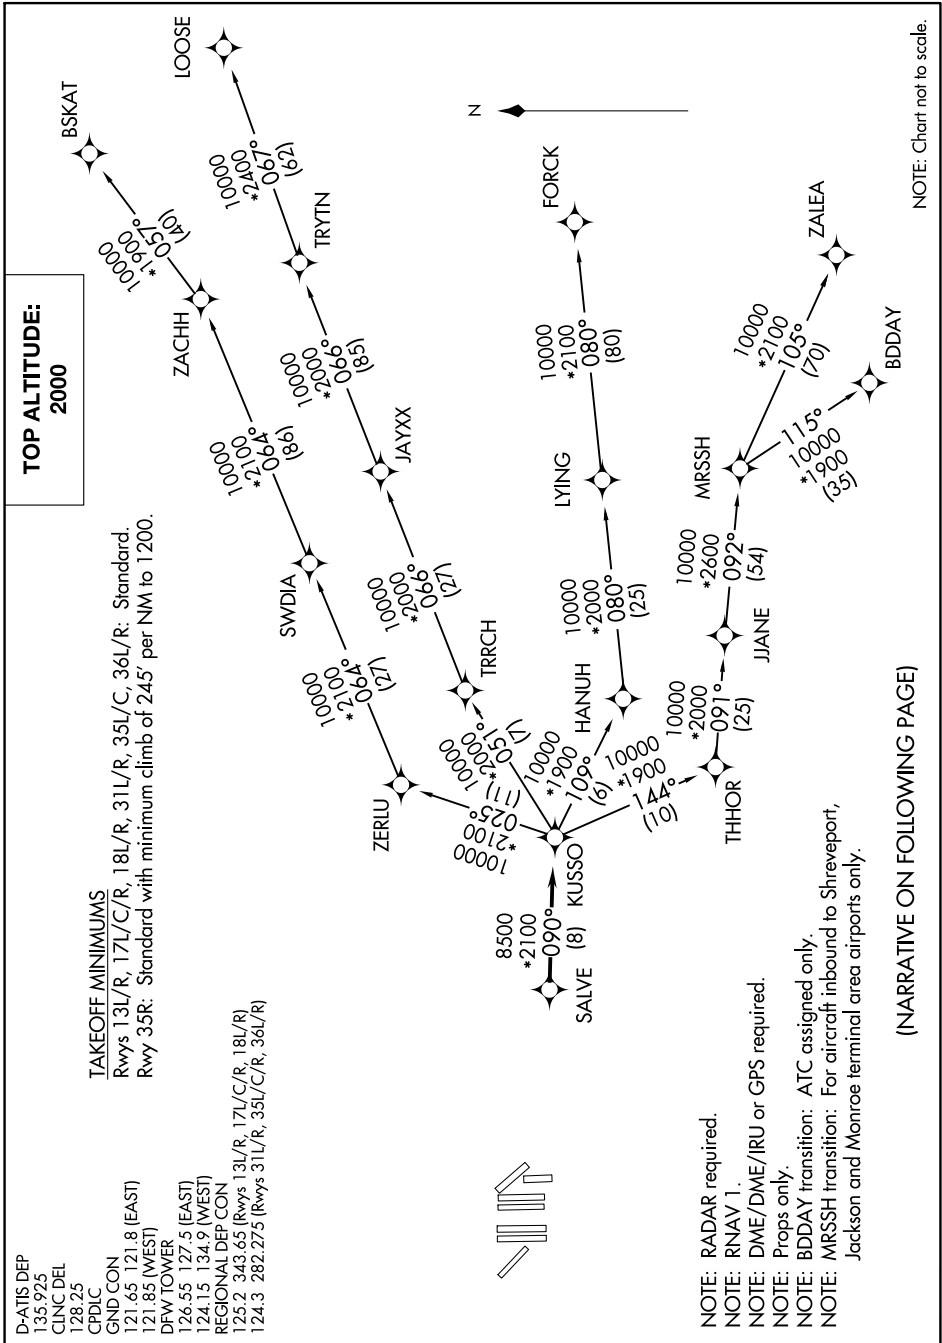 D-ATIS DEP
135.925
CLNC DEL
128.25
CPDLC
GND CON
121.65 121.8 (EAST)
121.85 (WEST)
DFW TOWER
126.55 127.5 (EAST)
124.15 134.9 (WEST)
REGIONAL DEP CON
125.2 343.65 (Rwys 13L/R, 17L/C/R, 18L/R)
124.3 282.275 (Rwys 31L/R, 35L/C/R, 36L/R)
TAKEOFF MINIMUMS
Rwys 13L/R, 17L/C/R, 18L/R, 31L/R, 35L/C, 36L/R: Standard.
Rwy 35R: Standard with minimum climb of 245' per NM to 1200.
TOP ALTITUDE:
2000
BSKAT
LOOSE
10000
*1900
057°
(40)
ZACHH
10000
*2400
067°
(62)
TRYTN
10000
*2100
064°
(86)
SWDIA
10000
*2000
066°
(85)
JAYXX
10000
*2100
064°
(27)
ZERLU
10000
*2000
066°
(27)
TRRCH
10000
*2100
025°
(11)
10000
*2000
051°
(7)
N
FORCK
10000
*2100
080°
(80)
LYING
10000
*2000
080°
(25)
HANUH
10000
*1900
109°
(6)
8500
*2100
090°
(8)
SALVE
KUSSO
10000
*1900
144°
(10)
THHOR
10000
*2000
091°
(25)
JJANE
10000
*2600
092°
(54)
MRSSH
10000
*2100
105°
(70)
ZALEA
115°
10000
*1900
(35)
BDDAY
NOTE: RADAR required.
NOTE: RNAV 1.
NOTE: DME/DME/IRU or GPS required.
NOTE: Props only.
NOTE: BDDAY transition: ATC assigned only.
NOTE: MRSSH transition: For aircraft inbound to Shreveport,
Jackson and Monroe terminal area airports only.
(NARRATIVE ON FOLLOWING PAGE)
NOTE: Chart not to scale.